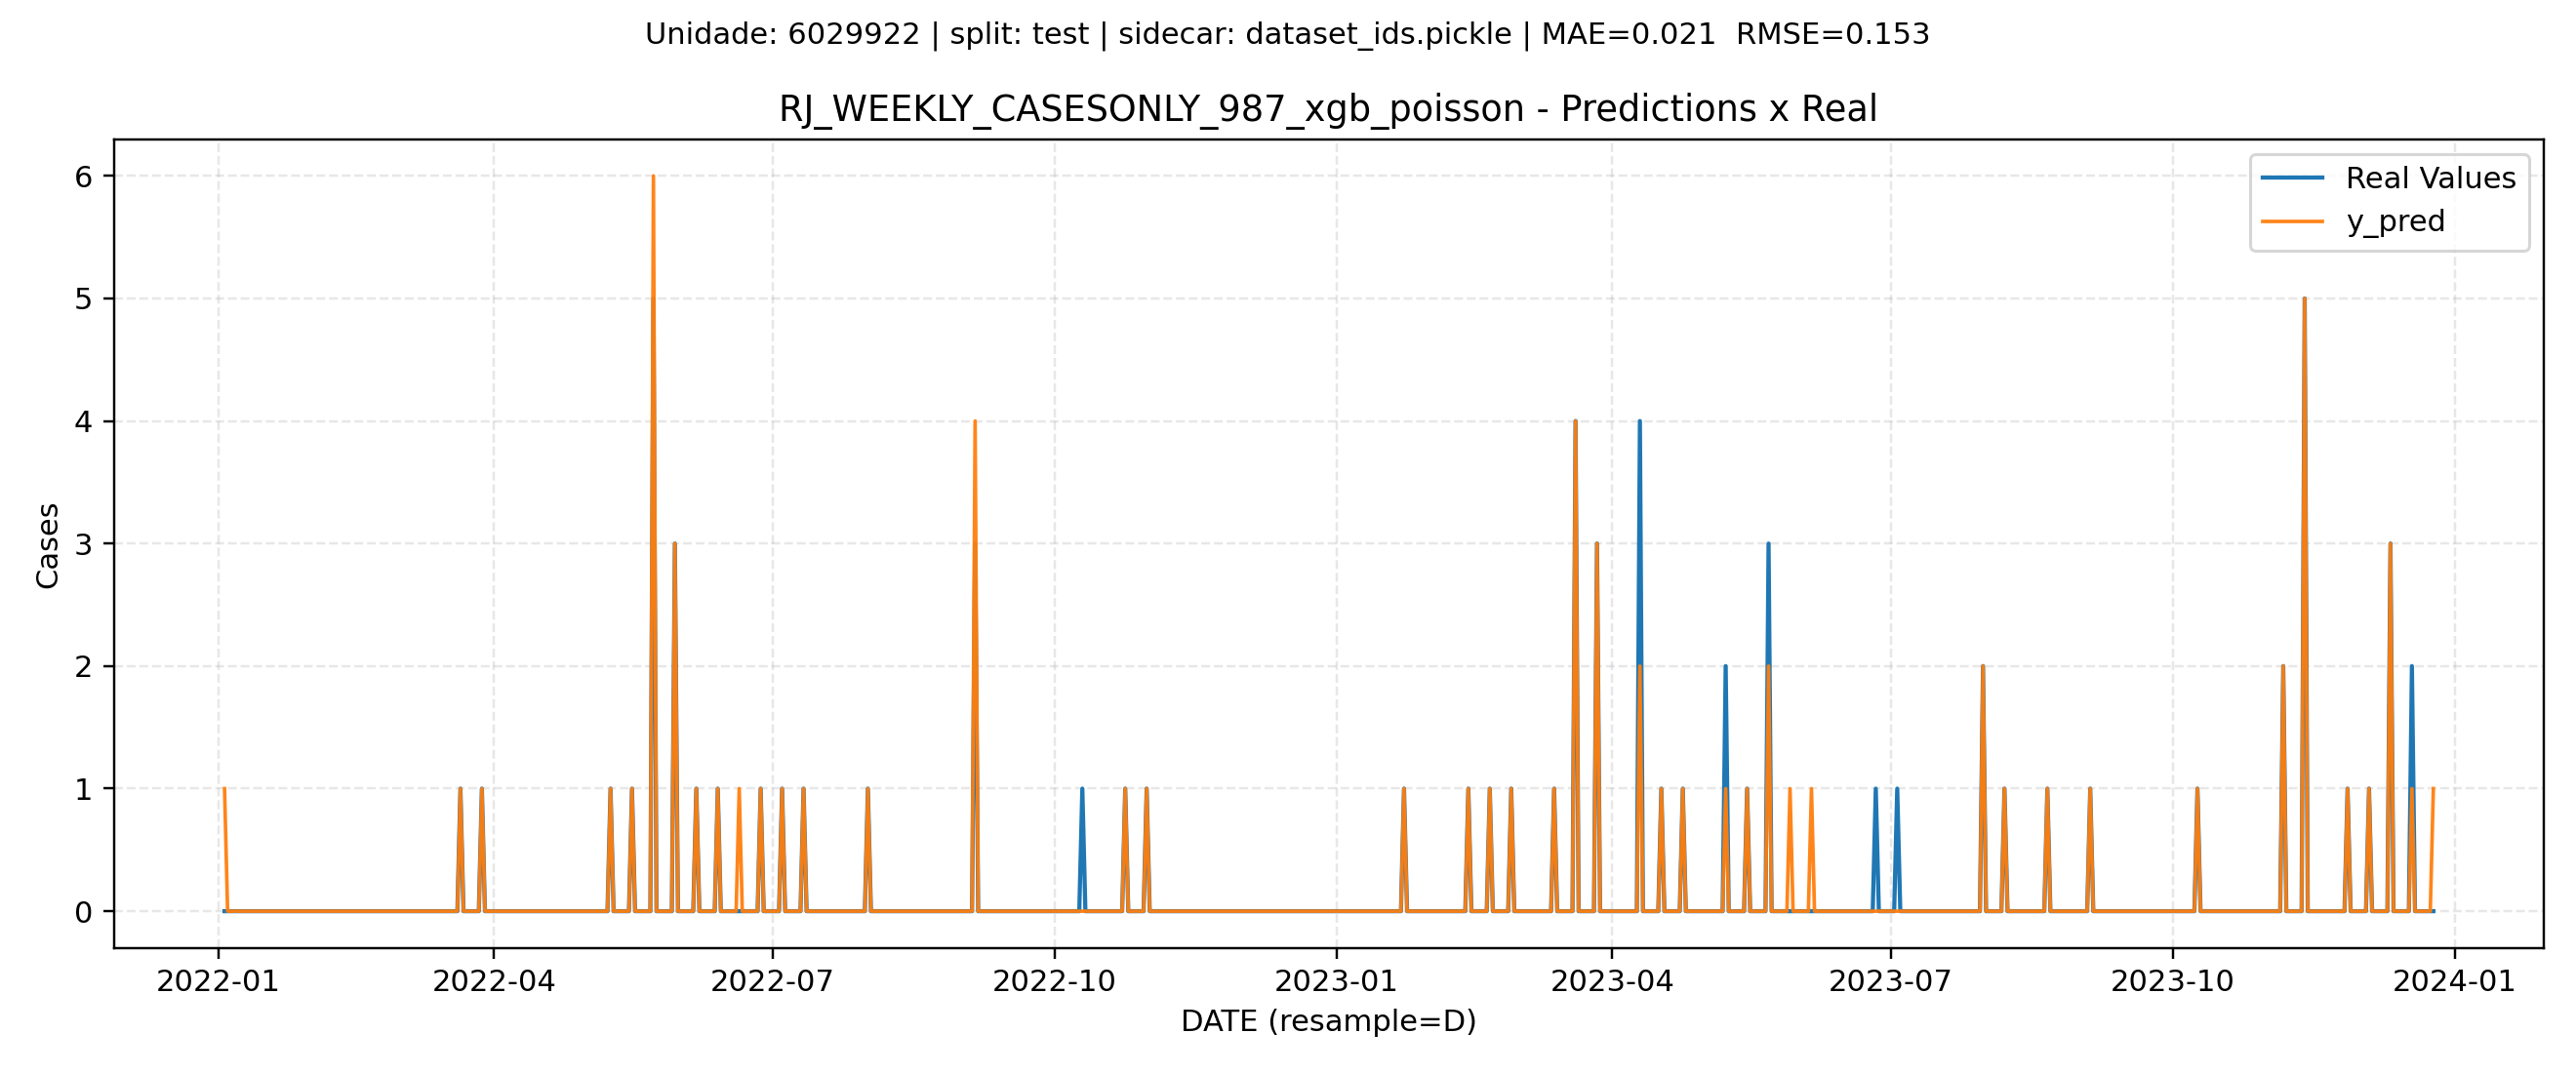 Unidade: 6029922 | split: test | sidecar: dataset_ids.pickle | MAE=0.021  RMSE=0.153
RJ_WEEKLY_CASESONLY_987_xgb_poisson - Predictions x Real
Real Values
y_pred
6
5
4
3
2
1
0
Cases
2022-01
2022-04
2022-07
2022-10
2023-01
2023-04
2023-07
2023-10
2024-01
DATE (resample=D)